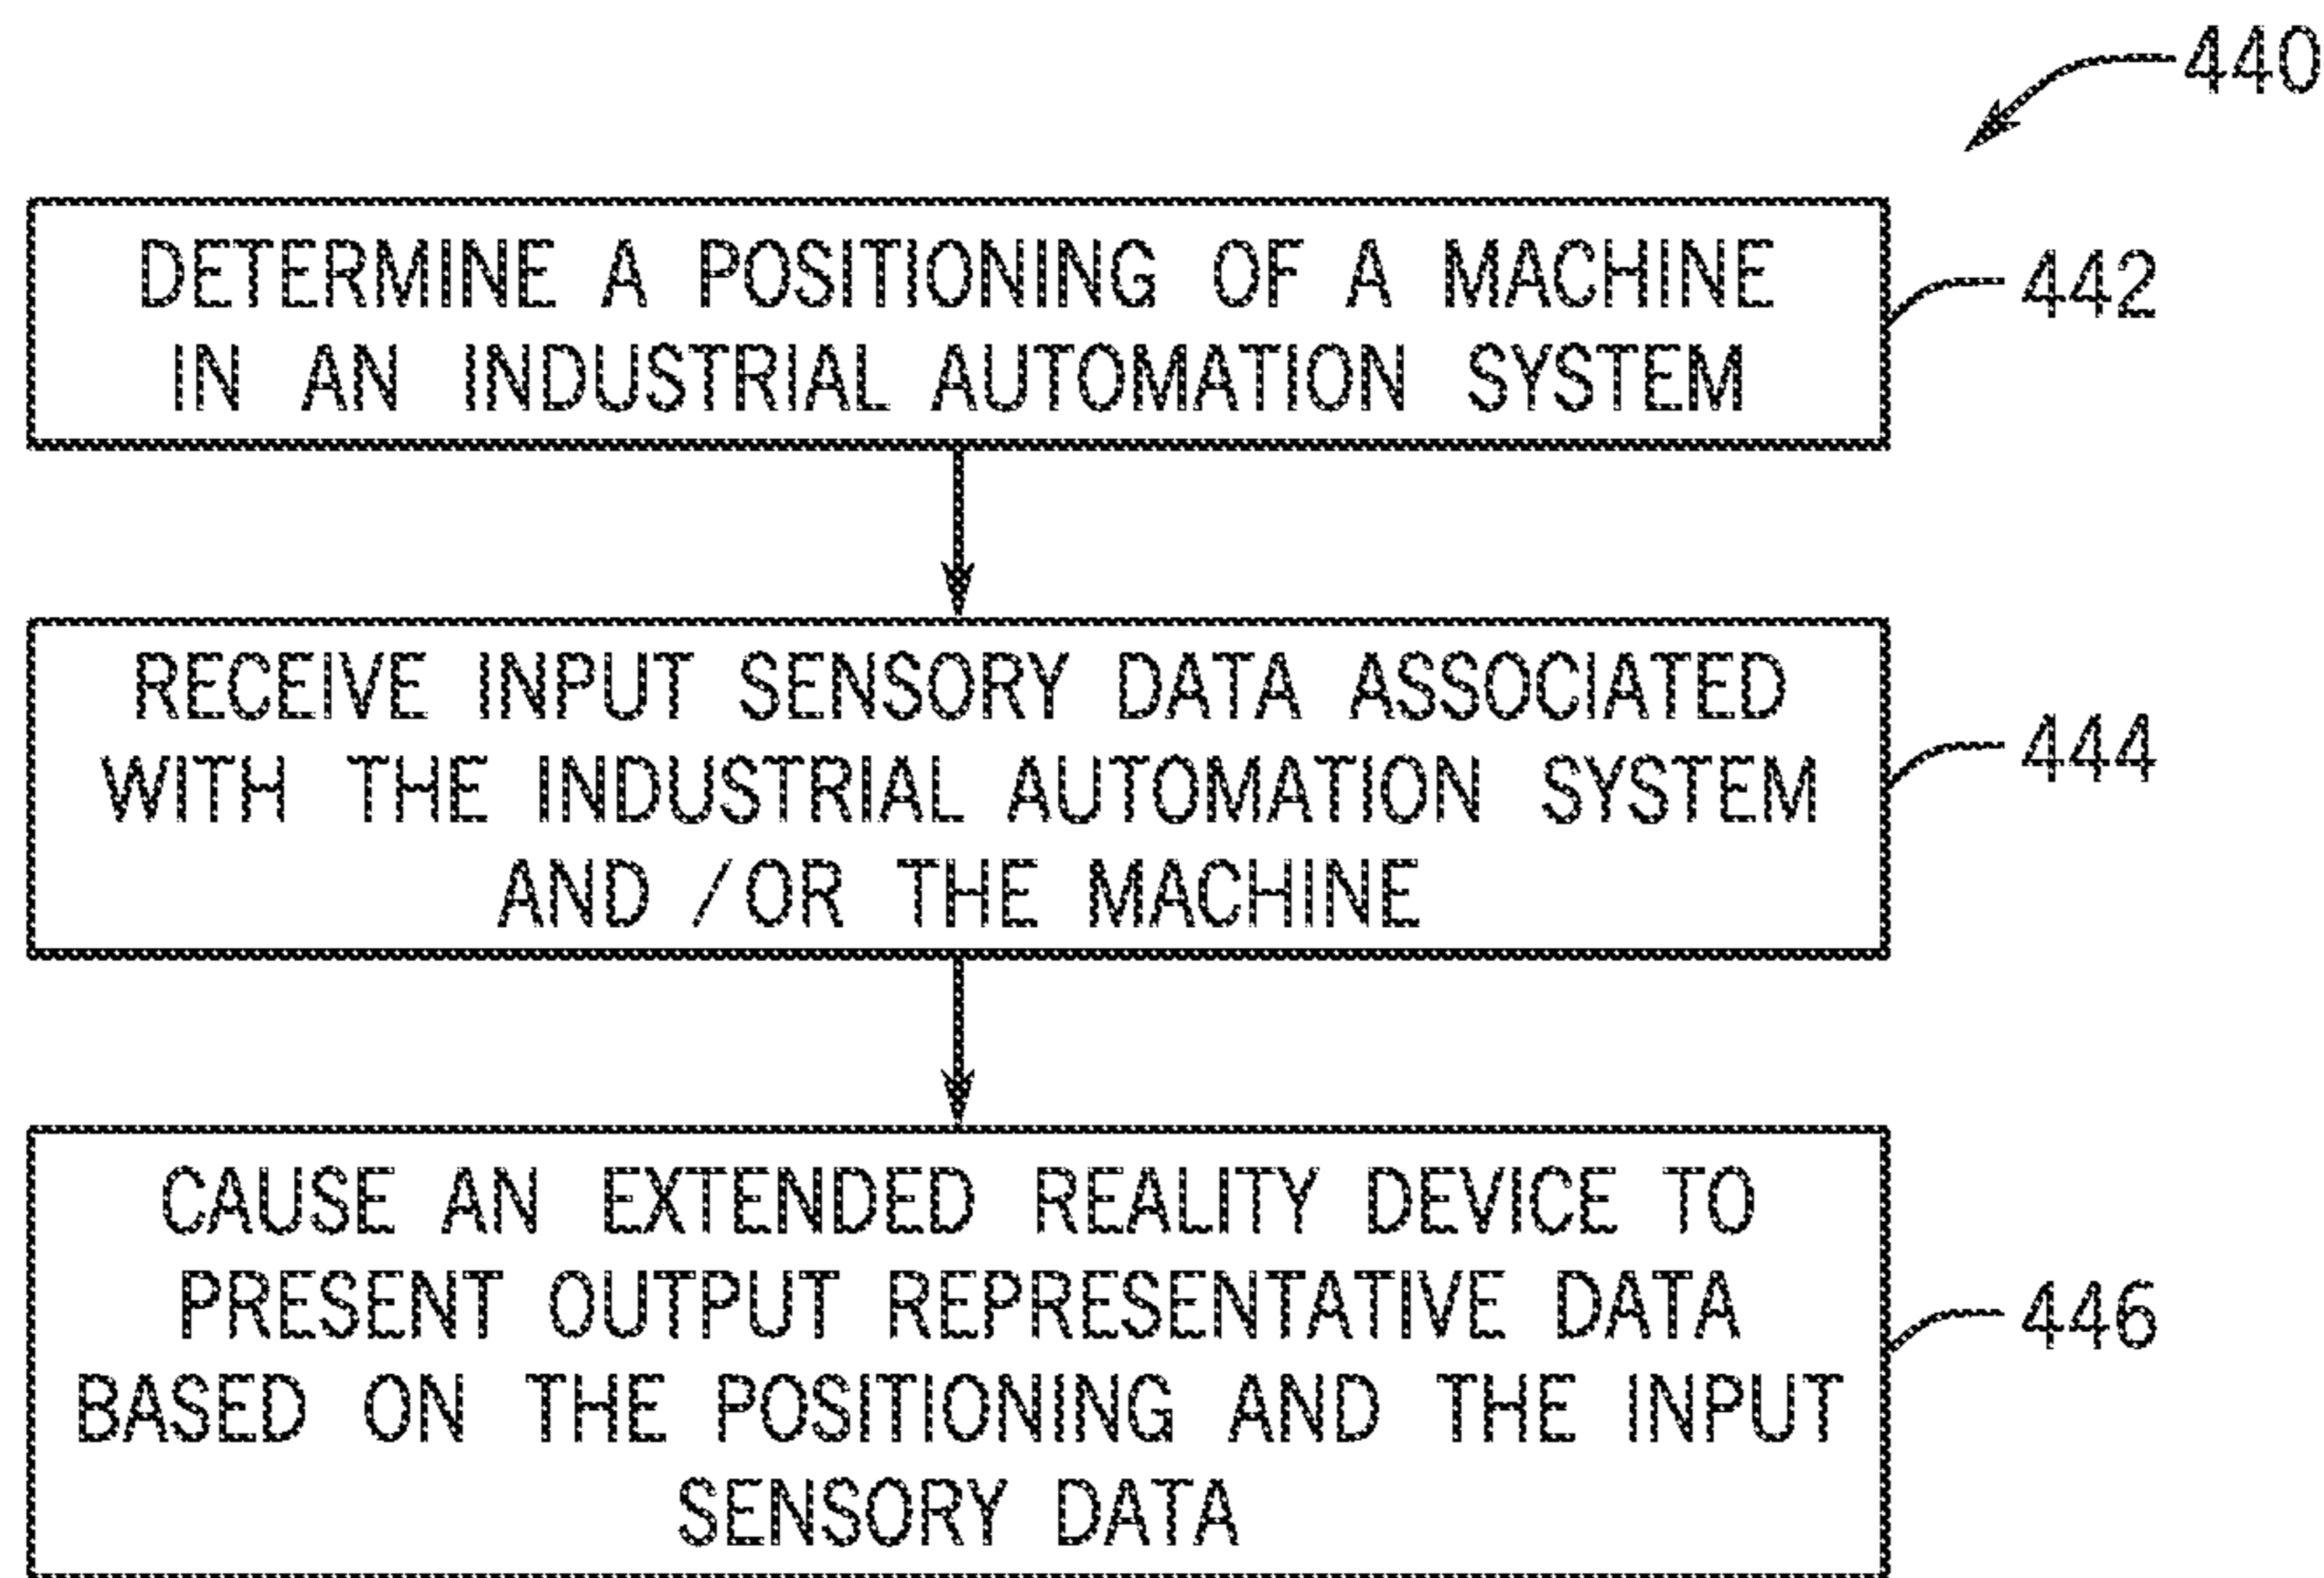 440
DETERMINE A POSITIONING OF A MACHINE
IN AN INDUSTRIAL AUTOMATION SYSTEM
442
RECEIVE INPUT SENSORY DATA ASSOCIATED
WITH THE INDUSTRIAL AUTOMATION SYSTEM
AND /OR THE MACHINE
444
CAUSE AN EXTENDED REALITY DEVICE TO
PRESENT OUTPUT REPRESENTATIVE DATA
BASED ON THE POSITIONING AND THE INPUT
SENSORY DATA
446